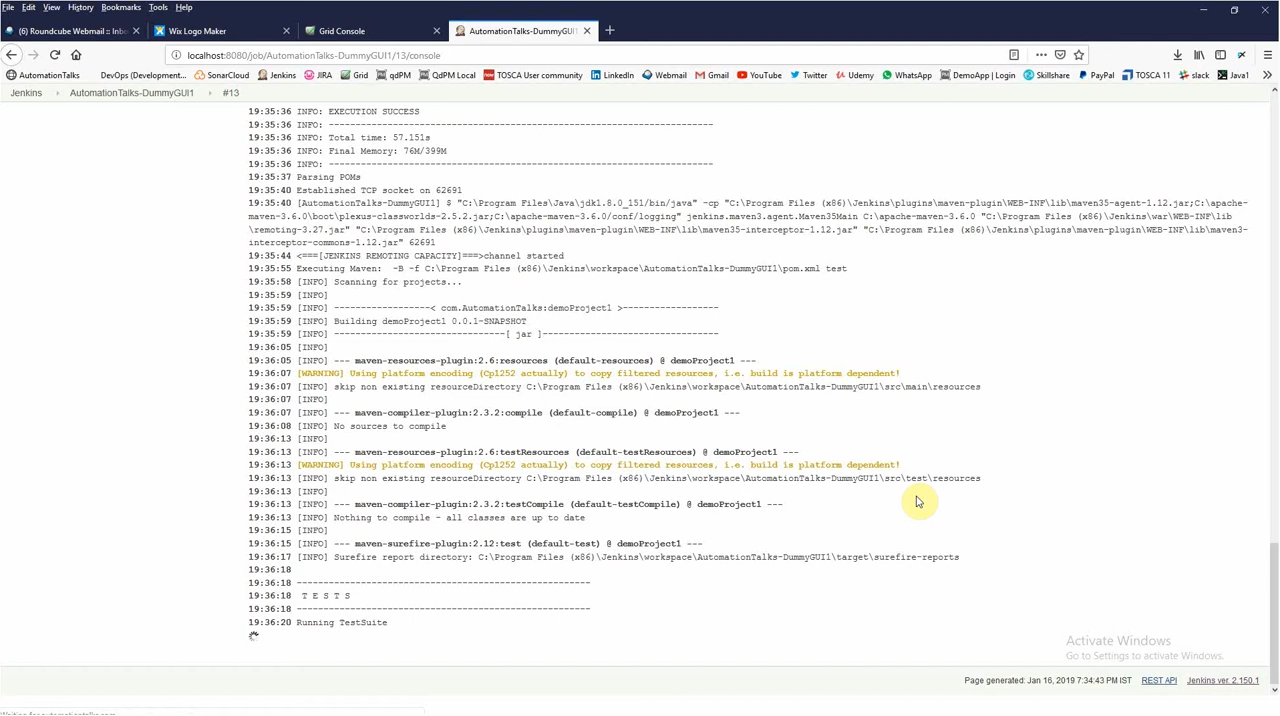 File Edit View History Bookmarks Tools Help
(6) Roundcube Webmail :: Inbo
Wix Logo Maker
Grid Console
AutomationTalks-DummyGUI1
localhost:8080/job/AutomationTalks-DummyGUI1/13/console
AutomationTalks DevOps (Development... SonarCloud Jenkins JIRA Grid qdPM QdPM Local TOSCA User community LinkedIn Webmail Gmail YouTube Twitter Udemy WhatsApp DemoApp | Login Skillshare PayPal TOSCA 11 slack Java1
Jenkins AutomationTalks-DummyGUI1 #13
19:35:36 INFO: EXECUTION SUCCESS
19:35:36 INFO: ------------------------------------------------------------------------
19:35:36 INFO: Total time: 57.151s
19:35:36 INFO: Final Memory: 76M/399M
19:35:36 INFO: ------------------------------------------------------------------------
19:35:37 Parsing POMs
19:35:40 Established TCP socket on 62691
19:35:40 [AutomationTalks-DummyGUI1] $ "C:\Program Files\Java\jdk1.8.0_151/bin/java" -cp "C:\Program Files (x86)\Jenkins\plugins\maven-plugin\WEB-INF\lib\maven35-agent-1.12.jar;C:\apache-
maven-3.6.0\boot\plexus-classworlds-2.5.2.jar;C:\apache-maven-3.6.0/conf/logging" jenkins.maven3.agent.Maven35Main C:\apache-maven-3.6.0 "C:\Program Files (x86)\Jenkins\war\WEB-INF\lib
\remoting-3.27.jar" "C:\Program Files (x86)\Jenkins\plugins\maven-plugin\WEB-INF\lib\maven35-interceptor-1.12.jar" "C:\Program Files (x86)\Jenkins\plugins\maven-plugin\WEB-INF\lib\maven3-
interceptor-commons-1.12.jar" 62691
19:35:44 <===[JENKINS REMOTING CAPACITY]===>channel started
19:35:55 Executing Maven:  -B -f C:\Program Files (x86)\Jenkins\workspace\AutomationTalks-DummyGUI1\pom.xml test
19:35:58 [INFO] Scanning for projects...
19:35:59 [INFO]
19:35:59 [INFO] ------------------< com.AutomationTalks:demoProject1 >------------------
19:35:59 [INFO] Building demoProject1 0.0.1-SNAPSHOT
19:35:59 [INFO] --------------------------------[ jar ]---------------------------------
19:36:05 [INFO]
19:36:05 [INFO] --- maven-resources-plugin:2.6:resources (default-resources) @ demoProject1 ---
19:36:07 [WARNING] Using platform encoding (Cp1252 actually) to copy filtered resources, i.e. build is platform dependent!
19:36:07 [INFO] skip non existing resourceDirectory C:\Program Files (x86)\Jenkins\workspace\AutomationTalks-DummyGUI1\src\main\resources
19:36:07 [INFO]
19:36:07 [INFO] --- maven-compiler-plugin:2.3.2:compile (default-compile) @ demoProject1 ---
19:36:08 [INFO] No sources to compile
19:36:13 [INFO]
19:36:13 [INFO] --- maven-resources-plugin:2.6:testResources (default-testResources) @ demoProject1 ---
19:36:13 [WARNING] Using platform encoding (Cp1252 actually) to copy filtered resources, i.e. build is platform dependent!
19:36:13 [INFO] skip non existing resourceDirectory C:\Program Files (x86)\Jenkins\workspace\AutomationTalks-DummyGUI1\src\test\resources
19:36:13 [INFO]
19:36:13 [INFO] --- maven-compiler-plugin:2.3.2:testCompile (default-testCompile) @ demoProject1 ---
19:36:13 [INFO] Nothing to compile - all classes are up to date
19:36:15 [INFO]
19:36:15 [INFO] --- maven-surefire-plugin:2.12:test (default-test) @ demoProject1 ---
19:36:17 [INFO] Surefire report directory: C:\Program Files (x86)\Jenkins\workspace\AutomationTalks-DummyGUI1\target\surefire-reports
19:36:18
19:36:18 -------------------------------------------------------
19:36:18  T E S T S
19:36:18 -------------------------------------------------------
19:36:20 Running TestSuite
Activate Windows
Go to Settings to activate Windows.
Page generated: Jan 16, 2019 7:34:43 PM IST REST API Jenkins ver. 2.150.1